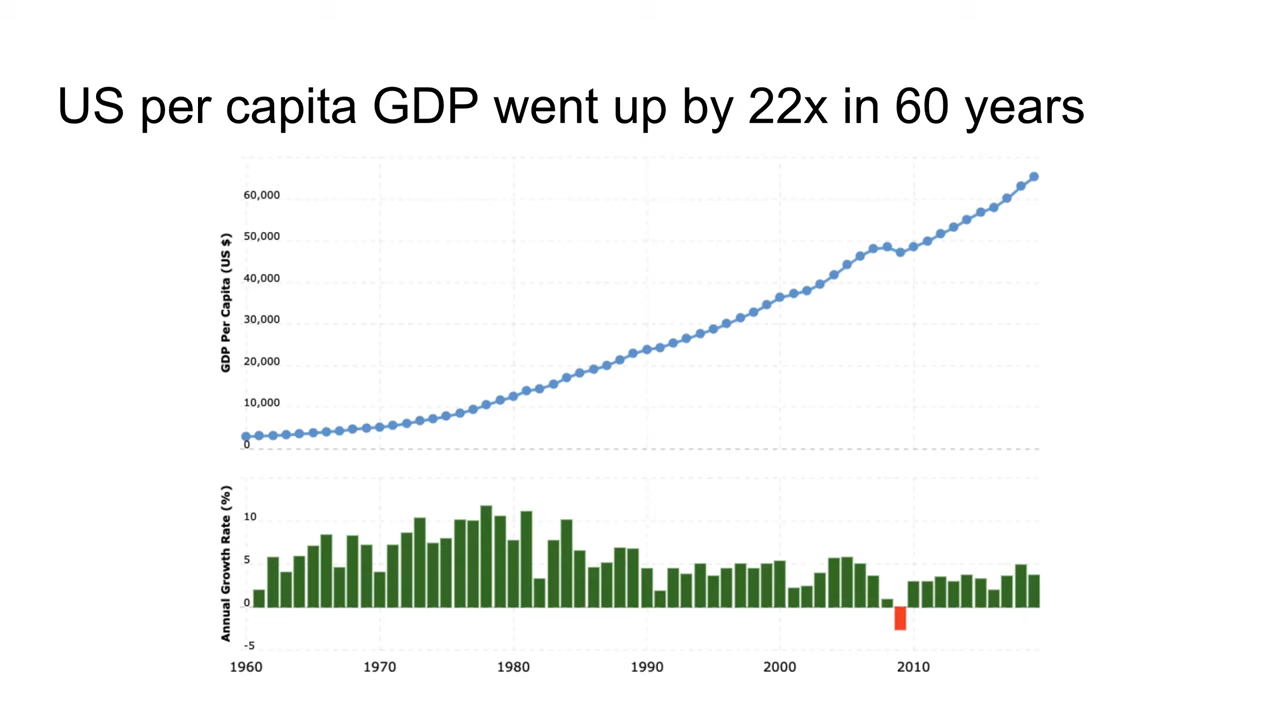 US per capita GDP went up by 22x in 60 years
GDP Per Capita (US $)
60,000
50,000
40,000
30,000
20,000
10,000
0
Annual Growth Rate (%)
10
5
0
-5
1960 1970 1980 1990 2000 2010